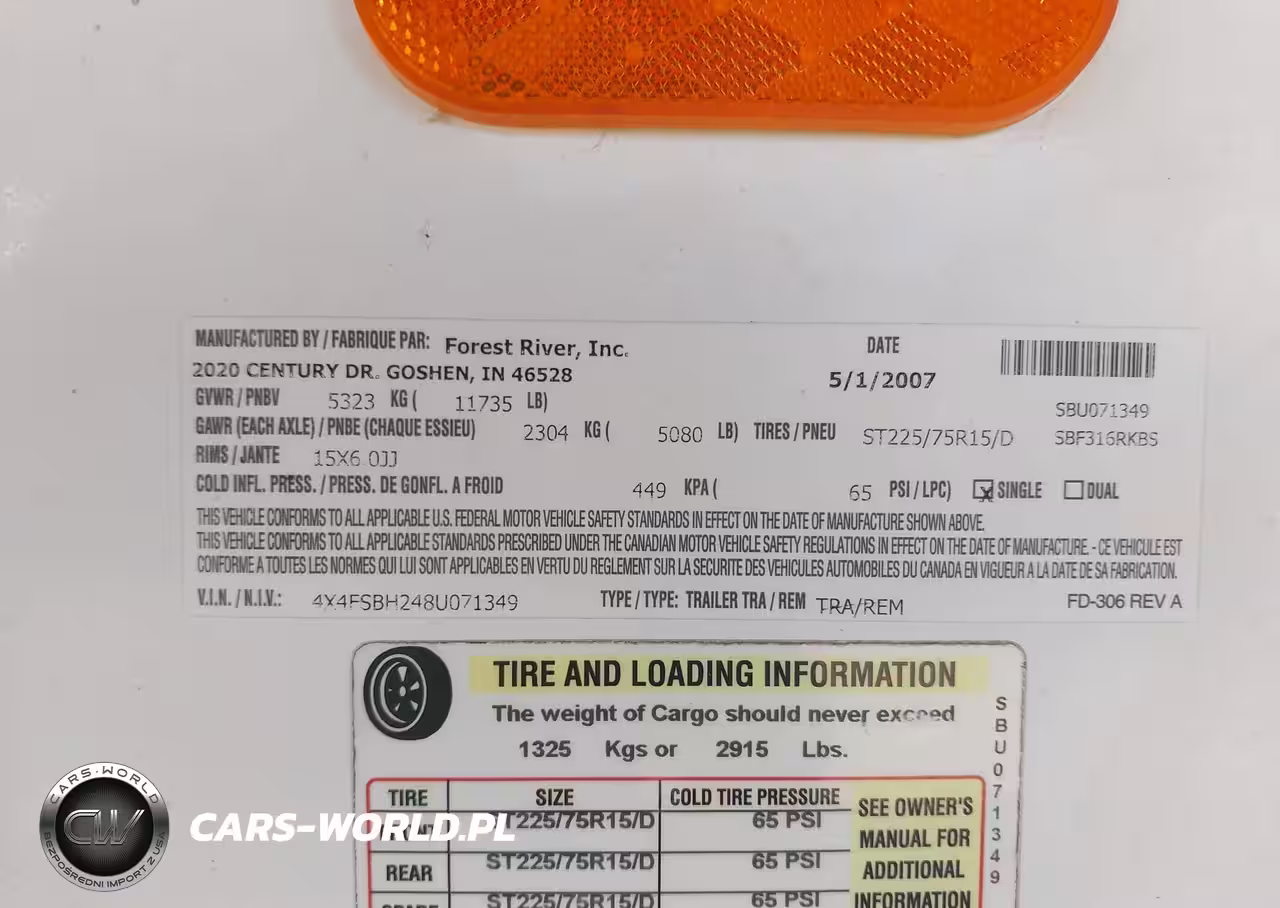 MANUFACTURED BY / FABRIQUE PAR: Forest River, Inc.
2020 CENTURY DR. GOSHEN, IN 46528
DATE
5/1/2007
GVWR / PNBV 5323 KG ( 11735 LB)
SBU071349
GAWR (EACH AXLE) / PNBE (CHAQUE ESSIEU) 2304 KG ( 5080 LB) TIRES / PNEU ST225/75R15/D SBF316RKBS
RIMS / JANTE 15X6.0JJ
COLD INFL. PRESS. / PRESS. DE GONFL. A FROID 449 KPA ( 65 PSI / LPC) X SINGLE DUAL
THIS VEHICLE CONFORMS TO ALL APPLICABLE U.S. FEDERAL MOTOR VEHICLE SAFETY STANDARDS IN EFFECT ON THE DATE OF MANUFACTURE SHOWN ABOVE.
THIS VEHICLE CONFORMS TO ALL APPLICABLE STANDARDS PRESCRIBED UNDER THE CANADIAN MOTOR VEHICLE SAFETY REGULATIONS IN EFFECT ON THE DATE OF MANUFACTURE. - CE VEHICULE EST
CONFORME A TOUTES LES NORMES QUI LUI SONT APPLICABLES EN VERTU DU REGLEMENT SUR LA SECURITE DES VEHICULES AUTOMOBILES DU CANADA EN VIGUEUR A LA DATE DE SA FABRICATION.
V.I.N. / N.I.V.: 4X4FSBH248U071349 TYPE / TYPE: TRAILER TRA / REM TRA/REM FD-306 REV A
TIRE AND LOADING INFORMATION
The weight of Cargo should never exceed
1325 Kgs or 2915 Lbs.
SBU071349
TIRE SIZE COLD TIRE PRESSURE
ST225/75R15/D 65 PSI
REAR ST225/75R15/D 65 PSI
ST225/75R15/D 65 PSI
SEE OWNER'S
MANUAL FOR
ADDITIONAL
INFORMATION
CARS-WORLD
CW
BEZPOŚREDNI IMPORT Z USA
CARS-WORLD.PL